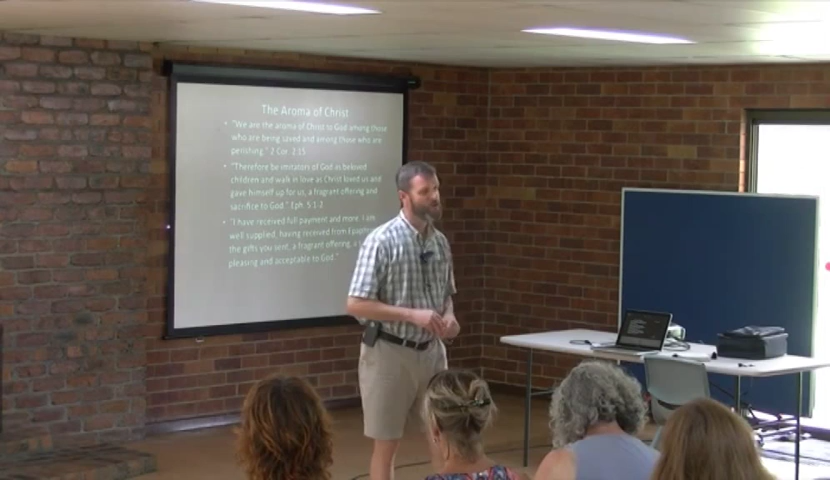 The Aroma of Christ
• "We are the aroma of Christ to God among those
who are being saved and among those who are
perishing." 2 Cor. 2:15
• "Therefore be imitators of God as beloved
children and walk in love as Christ loved us and
gave himself up for us, a fragrant offering and
sacrifice to God." Eph. 5:1-2
• "I have received full payment and more. I am
well supplied, having received from
the gifts you sent, a fragrant offering, a
pleasing and acceptable to God."